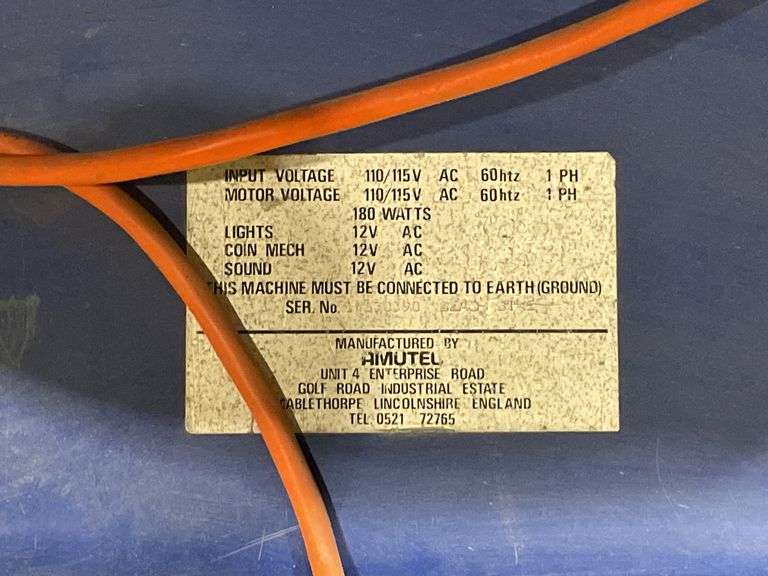 INPUT VOLTAGE 110/115V AC 60htz 1 PH
MOTOR VOLTAGE 110/115V AC 60htz 1 PH
180 WATTS
LIGHTS 12V AC
COIN MECH 12V AC
SOUND 12V AC
THIS MACHINE MUST BE CONNECTED TO EARTH (GROUND)
SER. No.
MANUFACTURED BY
AMUTEL
UNIT 4 ENTERPRISE ROAD
GOLF ROAD INDUSTRIAL ESTATE
MABLETHORPE LINCOLNSHIRE ENGLAND
TEL 0521 72765